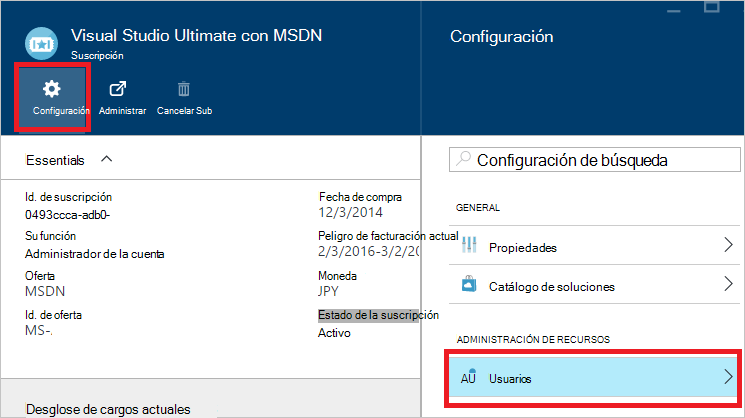 Visual Studio Ultimate con MSDN
Suscripción
Configuración
Administrar
Cancelar Sub
Essentials
Id. de suscripción
0493ccca-adb0-
Su función
Administrador de la cuenta
Oferta
MSDN
Id. de oferta
MS-.
Fecha de compra
12/3/2014
Peligro de facturación actual
2/3/2016-3/2/20
Moneda
JPY
Estado de la suscripción
Activo
Desglose de cargos actuales
Configuración
Configuración de búsqueda
GENERAL
Propiedades
Catálogo de soluciones
ADMINISTRACIÓN DE RECURSOS
AÚ Usuarios